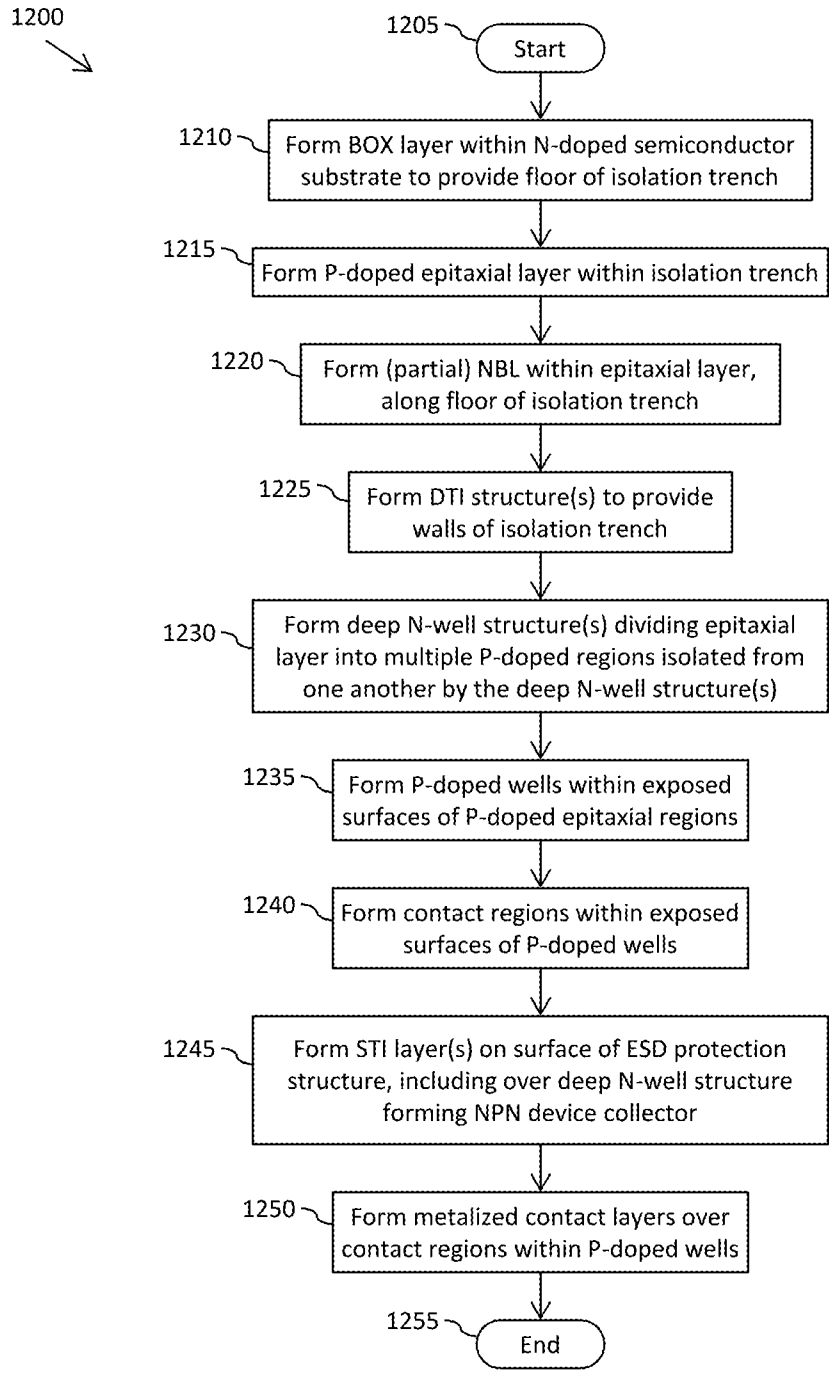 1200
1205
Start
1210
Form BOX layer within N-doped semiconductor
substrate to provide floor of isolation trench
1215
Form P-doped epitaxial layer within isolation trench
1220
Form (partial) NBL within epitaxial layer,
along floor of isolation trench
1225
Form DTI structure(s) to provide
walls of isolation trench
1230
Form deep N-well structure(s) dividing epitaxial
layer into multiple P-doped regions isolated from
one another by the deep N-well structure(s)
1235
Form P-doped wells within exposed
surfaces of P-doped epitaxial regions
1240
Form contact regions within exposed
surfaces of P-doped wells
1245
Form STI layer(s) on surface of ESD protection
structure, including over deep N-well structure
forming NPN device collector
1250
Form metalized contact layers over
contact regions within P-doped wells
1255
End